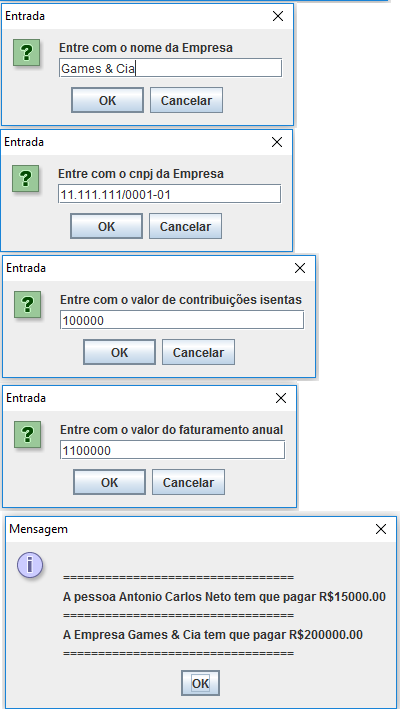 Entrada
Entre com o nome da Empresa
Games & Cia
OK Cancelar
Entrada
Entre com o cnpj da Empresa
11.111.111/0001-01
OK Cancelar
Entrada
Entre com o valor de contribuições isentas
100000
OK Cancelar
Entrada
Entre com o valor do faturamento anual
1100000
OK Cancelar
Mensagem
=================================
A pessoa Antonio Carlos Neto tem que pagar R$15000.00
=================================
A Empresa Games & Cia tem que pagar R$200000.00
=================================
OK